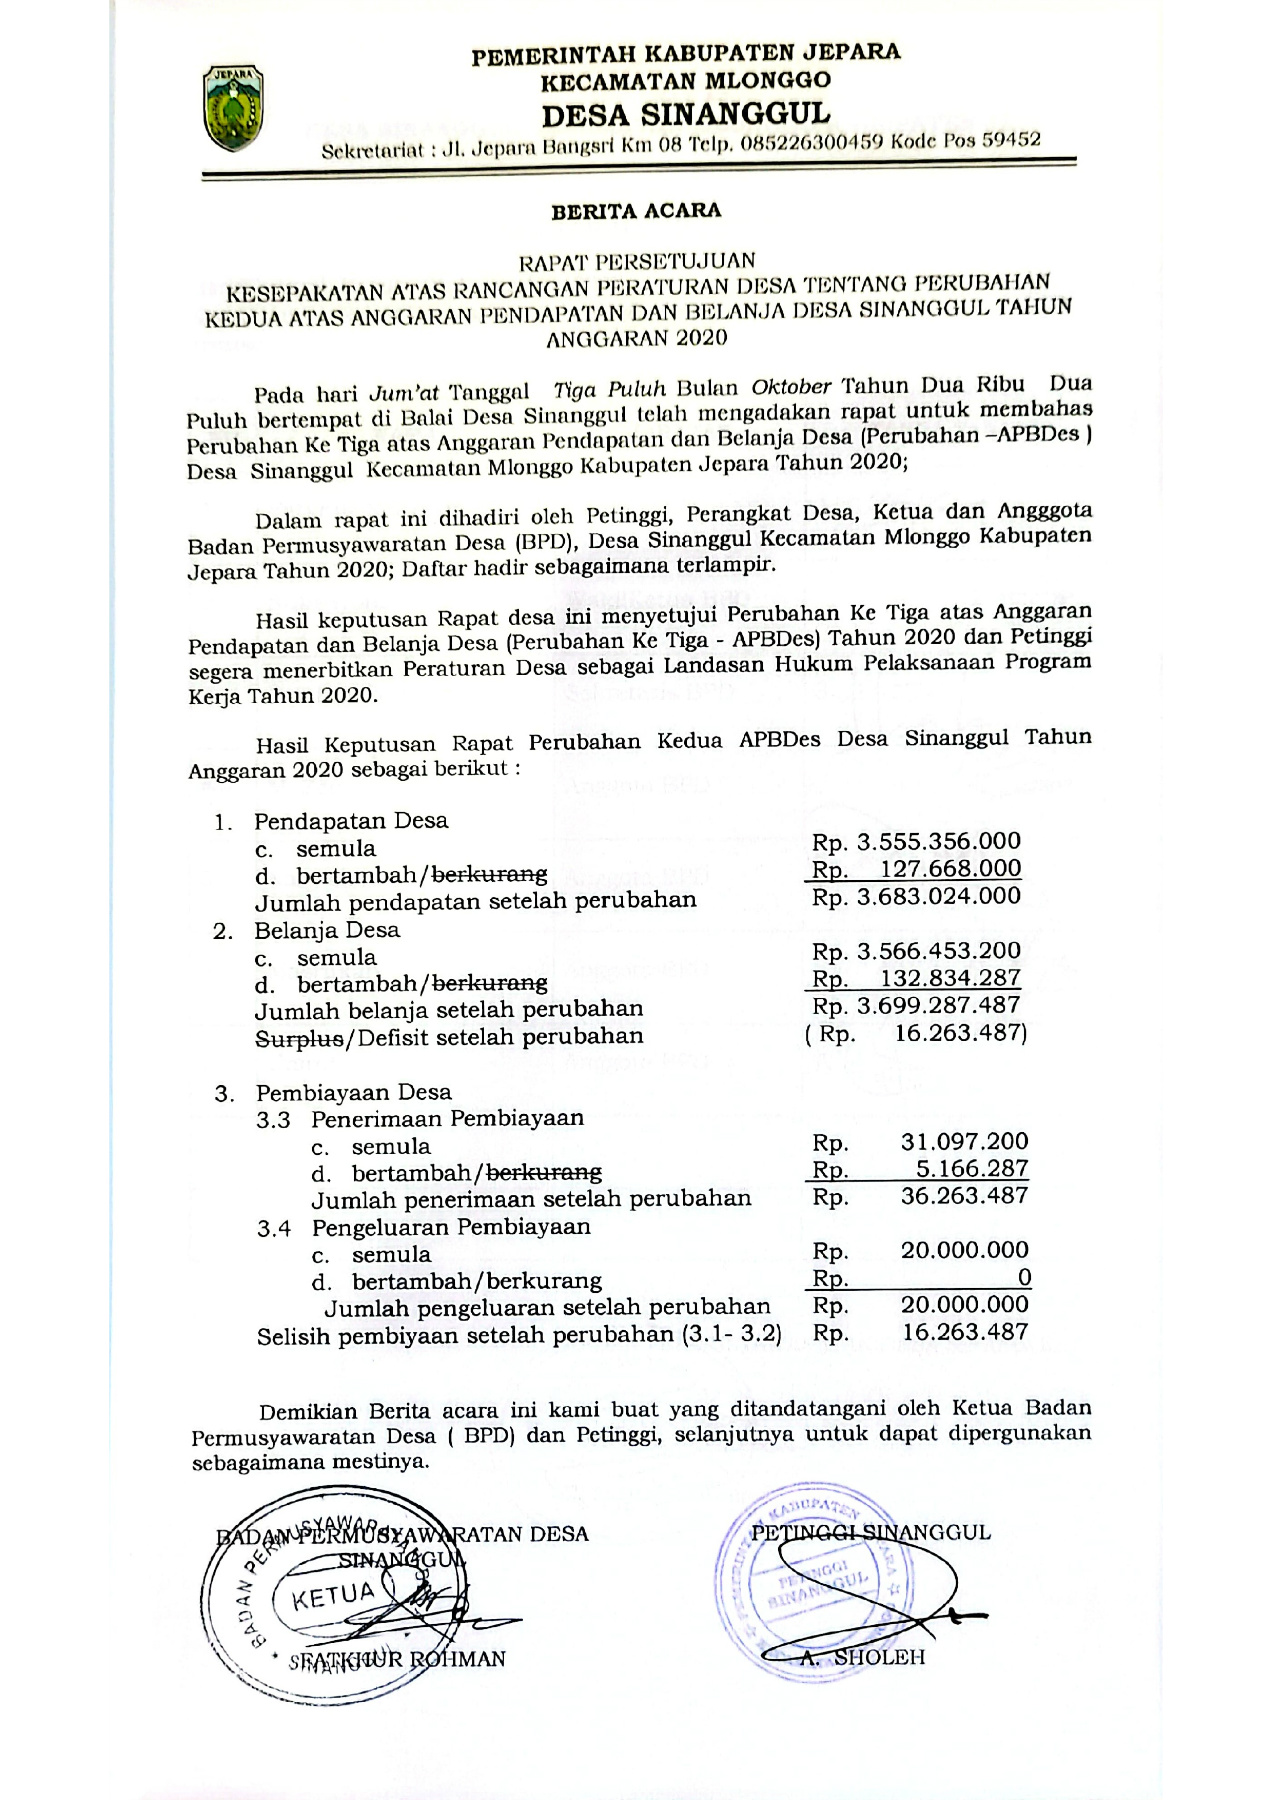 JEPARA
PEMERINTAH KABUPATEN JEPARA
KECAMATAN MLONGGO
DESA SINANGGUL
Sekretariat : Jl. Jepara Bangsri Km 08 Telp. 085226300459 Kode Pos 59452
BERITA ACARA
RAPAT PERSETUJUAN
KESEPAKATAN ATAS RANCANGAN PERATURAN DESA TENTANG PERUBAHAN
KEDUA ATAS ANGGARAN PENDAPATAN DAN BELANJA DESA SINANGGUL TAHUN
ANGGARAN 2020
Pada hari Jum'at Tanggal Tiga Puluh Bulan Oktober Tahun Dua Ribu Dua
Puluh bertempat di Balai Desa Sinanggul telah mengadakan rapat untuk membahas
Perubahan Ke Tiga atas Anggaran Pendapatan dan Belanja Desa (Perubahan –APBDes )
Desa Sinanggul Kecamatan Mlonggo Kabupaten Jepara Tahun 2020;
Dalam rapat ini dihadiri oleh Petinggi, Perangkat Desa, Ketua dan Angggota
Badan Permusyawaratan Desa (BPD), Desa Sinanggul Kecamatan Mlonggo Kabupaten
Jepara Tahun 2020; Daftar hadir sebagaimana terlampir.
Hasil keputusan Rapat desa ini menyetujui Perubahan Ke Tiga atas Anggaran
Pendapatan dan Belanja Desa (Perubahan Ke Tiga - APBDes) Tahun 2020 dan Petinggi
segera menerbitkan Peraturan Desa sebagai Landasan Hukum Pelaksanaan Program
Kerja Tahun 2020.
Hasil Keputusan Rapat Perubahan Kedua APBDes Desa Sinanggul Tahun
Anggaran 2020 sebagai berikut :
1. Pendapatan Desa
c. semula Rp. 3.555.356.000
d. bertambah/berkurang Rp. 127.668.000
Jumlah pendapatan setelah perubahan Rp. 3.683.024.000
2. Belanja Desa
c. semula Rp. 3.566.453.200
d. bertambah/berkurang Rp. 132.834.287
Jumlah belanja setelah perubahan Rp. 3.699.287.487
Surplus/Defisit setelah perubahan ( Rp. 16.263.487)
3. Pembiayaan Desa
3.3 Penerimaan Pembiayaan
c. semula Rp. 31.097.200
d. bertambah/berkurang Rp. 5.166.287
Jumlah penerimaan setelah perubahan Rp. 36.263.487
3.4 Pengeluaran Pembiayaan
c. semula Rp. 20.000.000
d. bertambah/berkurang Rp. 0
Jumlah pengeluaran setelah perubahan Rp. 20.000.000
Selisih pembiyaan setelah perubahan (3.1- 3.2) Rp. 16.263.487
Demikian Berita acara ini kami buat yang ditandatangani oleh Ketua Badan
Permusyawaratan Desa ( BPD) dan Petinggi, selanjutnya untuk dapat dipergunakan
sebagaimana mestinya.
BADAN PERMUSYAWARATAN DESA
SINANGGUL
PETINGGI SINANGGUL
BADAN PERMUSYAWARATAN
KETUA
SINANGGUL
PEMERINTAH KABUPATEN JEPARA
PETINGGI
SINANGGUL
FATKHUR ROHMAN
A. SHOLEH